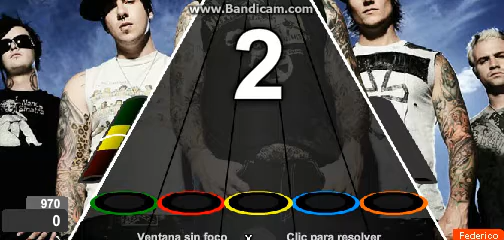 www.Bandicam.com
2
970
0
Ventana sin foco x Clic para resolver
Federico